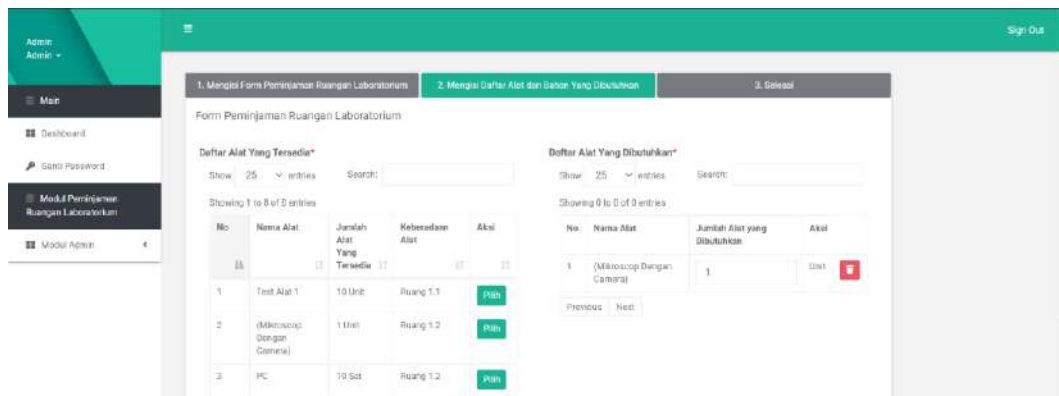 Admin
Admin
Sign Out
Main
Dashboard
Ganti Password
Modul Peminjaman
Ruangan Laboratorium
Modul Admin
1. Mengisi Form Peminjaman Ruangan Laboratorium
2. Mengisi Daftar Alat dan Bahan Yang Dibutuhkan
3. Selesai
Form Peminjaman Ruangan Laboratorium
Daftar Alat Yang Tersedia*
Show 25 entries Search:
Showing 1 to 8 of 8 entries
No Nama Alat Jumlah Alat Yang Tersedia Keberadaan Alat Aksi
1 Test Alat 1 10 Unit Ruang 1.1 Pilih
2 (Mikroscop Dengan Camera) 1 Unit Ruang 1.2 Pilih
3 PC 10 Set Ruang 1.2 Pilih
Daftar Alat Yang Dibutuhkan*
Show 25 entries Search:
Showing 0 to 0 of 0 entries
No Nama Alat Jumlah Alat yang Dibutuhkan Aksi
1 (Mikroscop Dengan Camera) 1 Unit
Previous Next